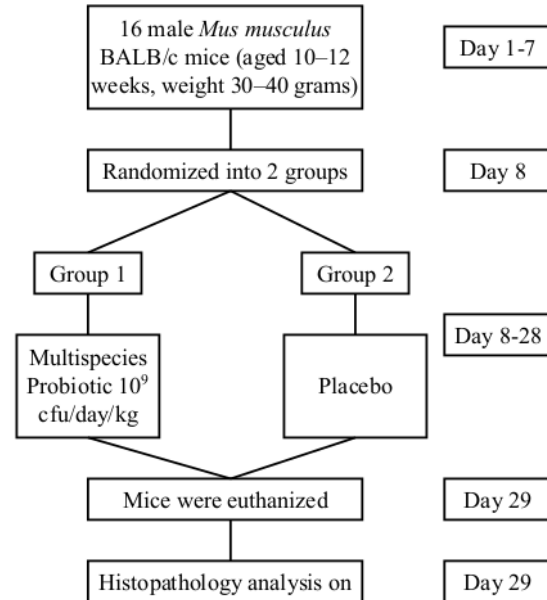 16 male Mus musculus
BALB/c mice (aged 10–12
weeks, weight 30–40 grams)
Day 1-7
Randomized into 2 groups
Day 8
Group 1
Group 2
Day 8-28
Multispecies
Probiotic 10⁹
cfu/day/kg
Placebo
Mice were euthanized
Day 29
Histopathology analysis on
Day 29